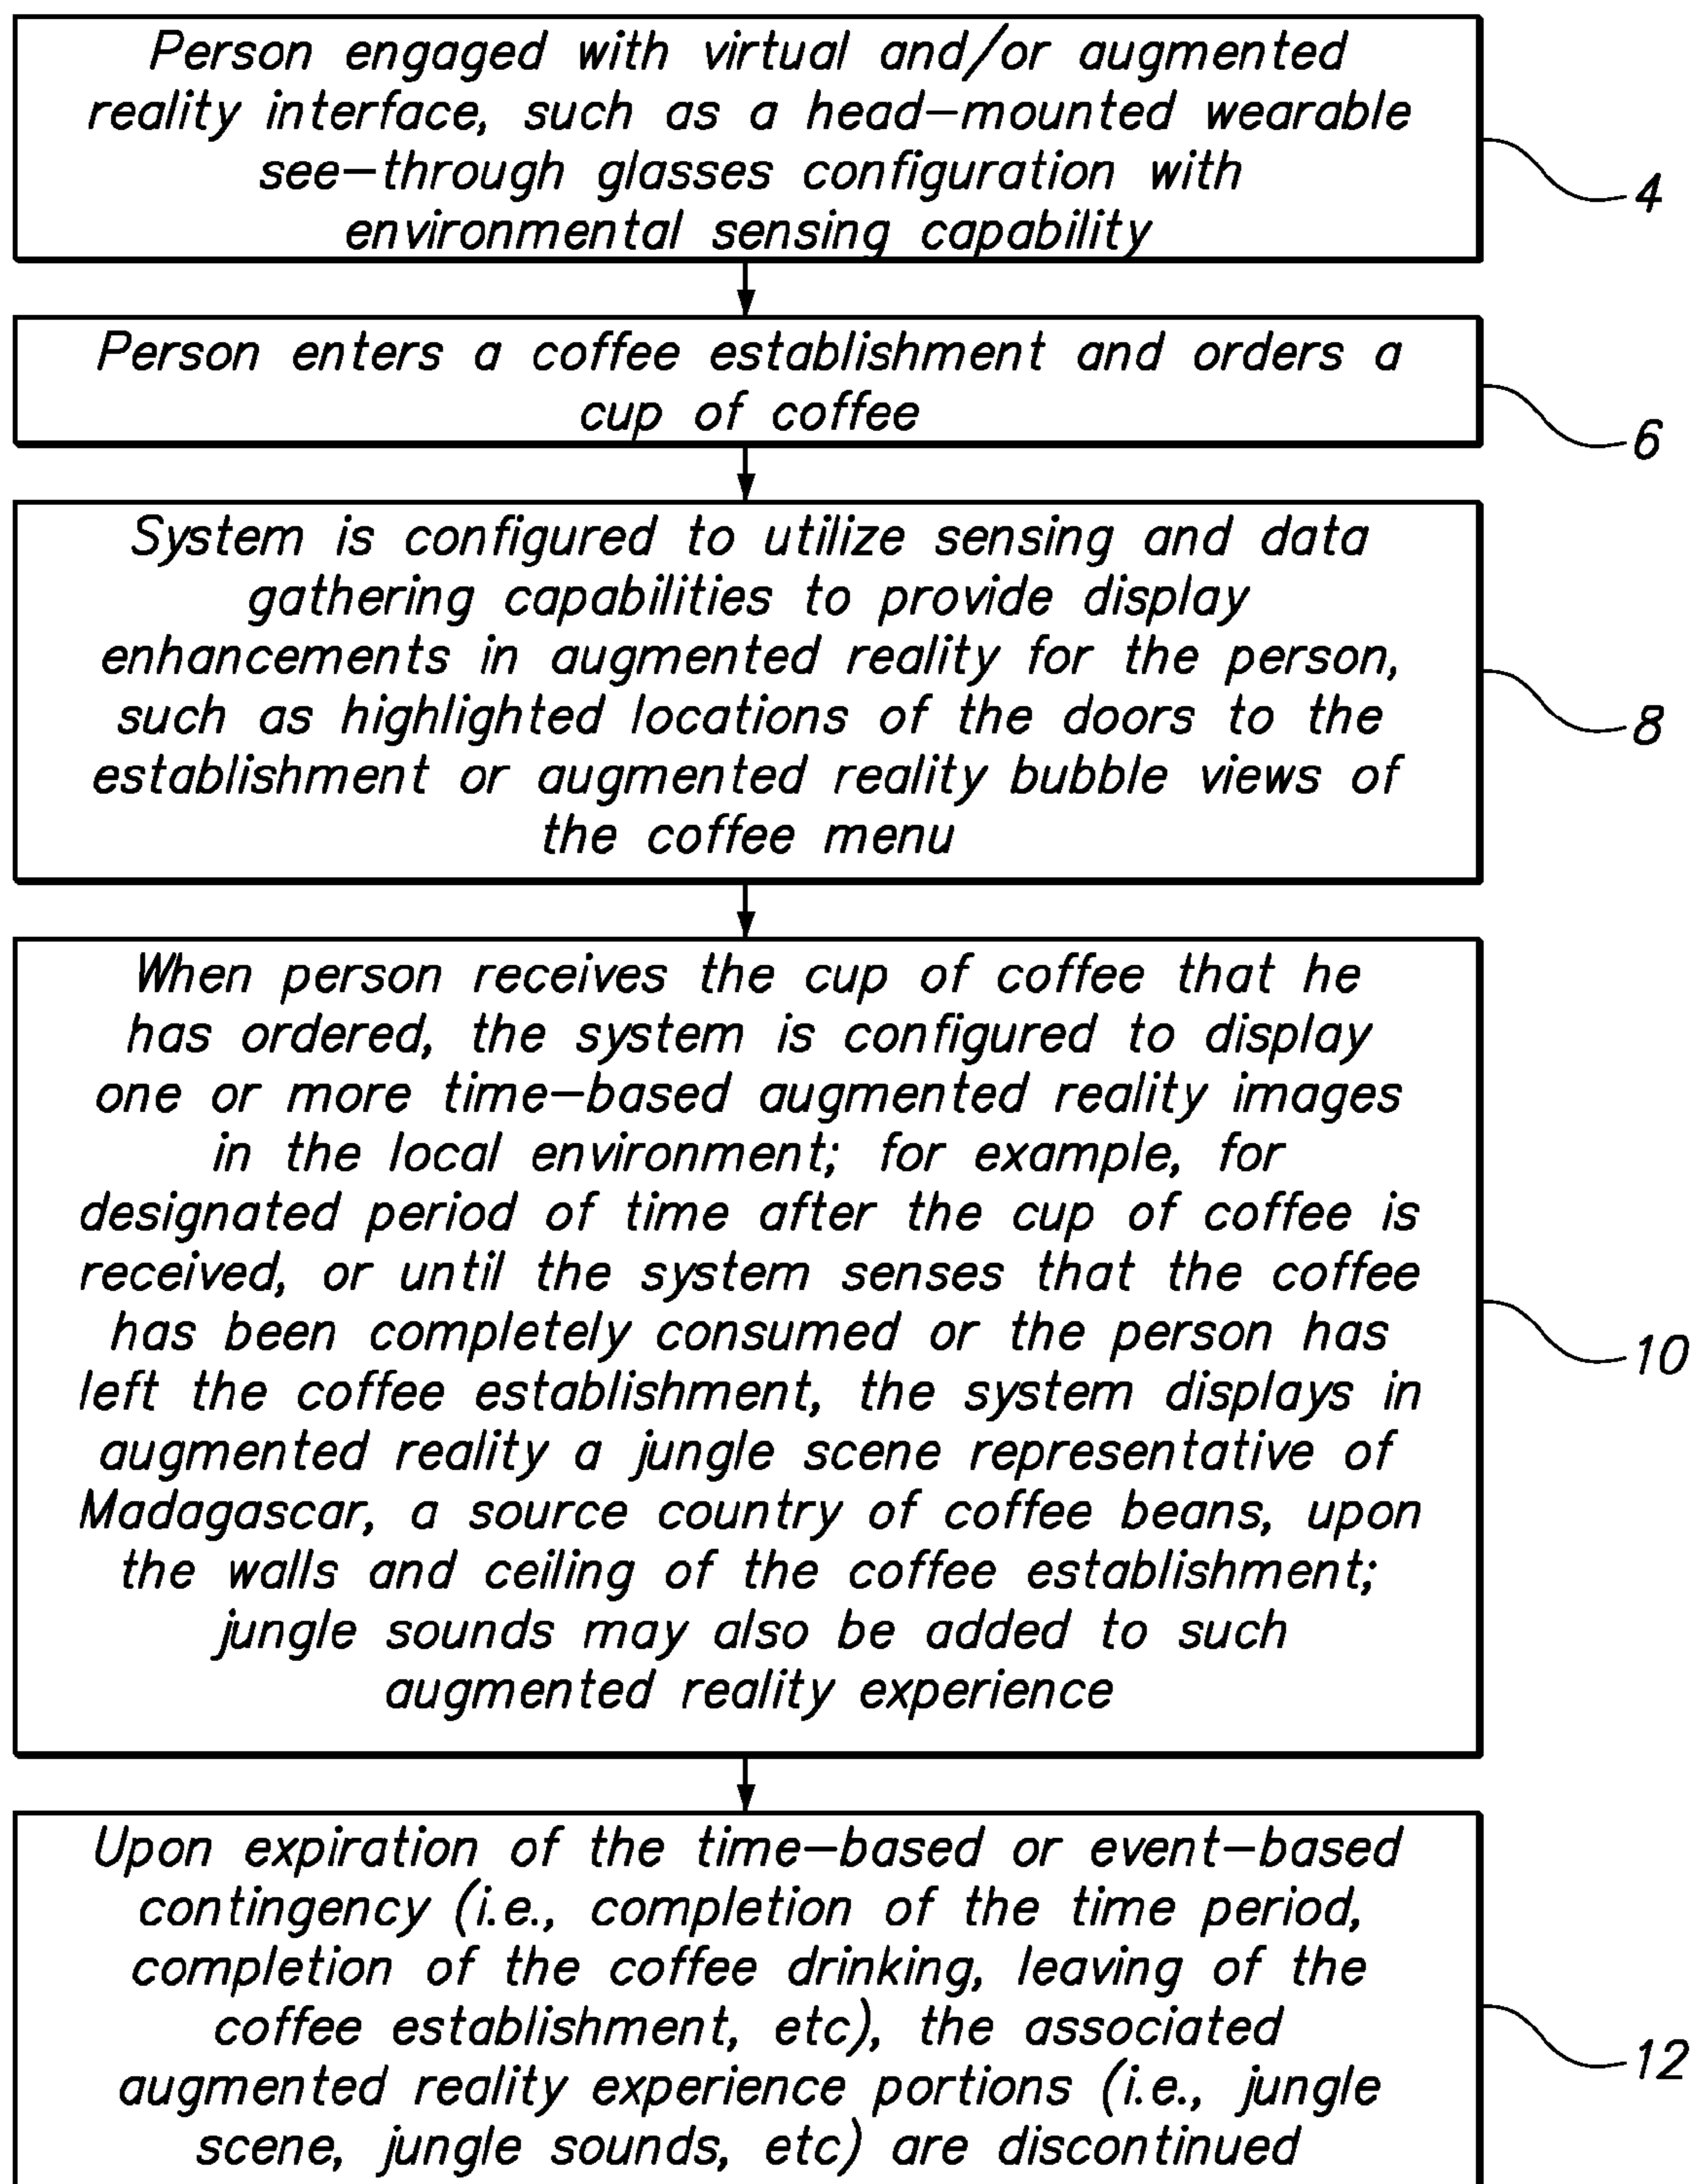 Person engaged with virtual and/or augmented
reality interface, such as a head-mounted wearable
see-through glasses configuration with
environmental sensing capability
4
Person enters a coffee establishment and orders a
cup of coffee
6
System is configured to utilize sensing and data
gathering capabilities to provide display
enhancements in augmented reality for the person,
such as highlighted locations of the doors to the
establishment or augmented reality bubble views of
the coffee menu
8
When person receives the cup of coffee that he
has ordered, the system is configured to display
one or more time-based augmented reality images
in the local environment; for example, for
designated period of time after the cup of coffee is
received, or until the system senses that the coffee
has been completely consumed or the person has
left the coffee establishment, the system displays in
augmented reality a jungle scene representative of
Madagascar, a source country of coffee beans, upon
the walls and ceiling of the coffee establishment;
jungle sounds may also be added to such
augmented reality experience
10
Upon expiration of the time-based or event-based
contingency (i.e., completion of the time period,
completion of the coffee drinking, leaving of the
coffee establishment, etc), the associated
augmented reality experience portions (i.e., jungle
scene, jungle sounds, etc) are discontinued
12